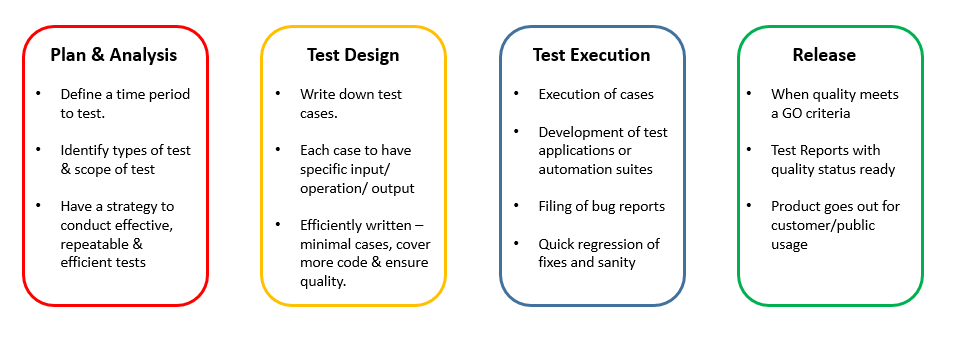 Plan & Analysis
• Define a time period
to test.
• Identify types of test
& scope of test
• Have a strategy to
conduct effective,
repeatable &
efficient tests
Test Design
• Write down test
cases.
• Each case to have
specific input/
operation/ output
• Efficiently written –
minimal cases, cover
more code & ensure
quality.
Test Execution
• Execution of cases
• Development of test
applications or
automation suites
• Filing of bug reports
• Quick regression of
fixes and sanity
Release
• When quality meets
a GO criteria
• Test Reports with
quality status ready
• Product goes out for
customer/public
usage